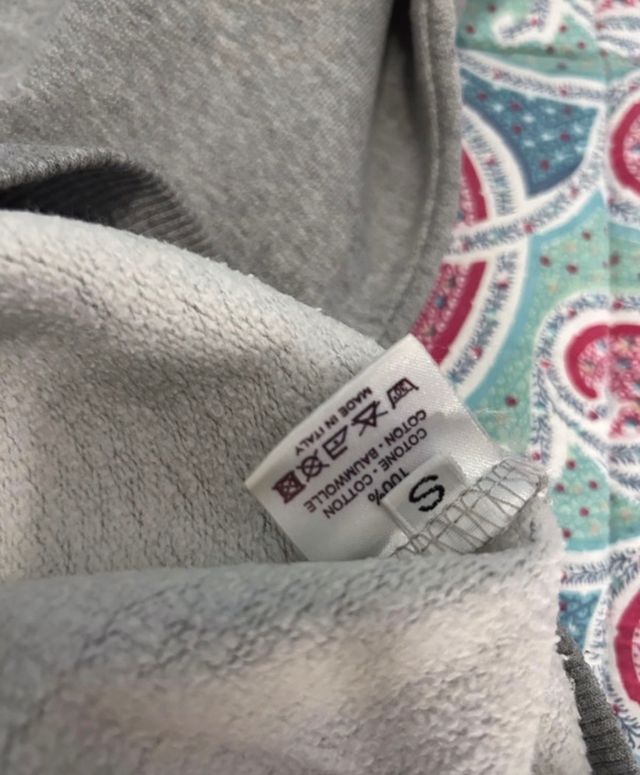 S
100%
COTONE - COTTON
COTON - BAUMWOLLE
MADE IN ITALY